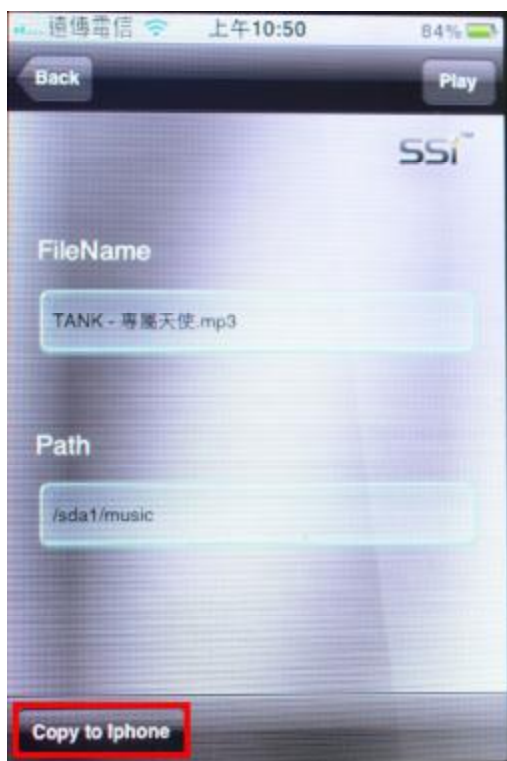 遠傳電信 上午10:50 84%
Back Play
SSI™
FileName
TANK - 專屬天使.mp3
Path
/sda1/music
Copy to Iphone